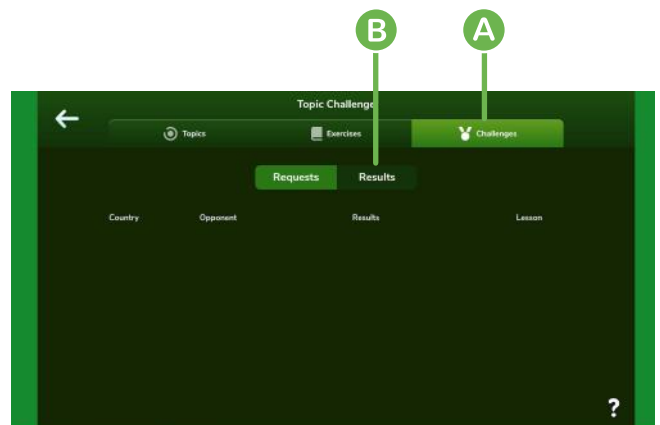 B A
Topic Challenge
Topics Exercises Challenges
Requests Results
Country Opponent Results Lesson
?